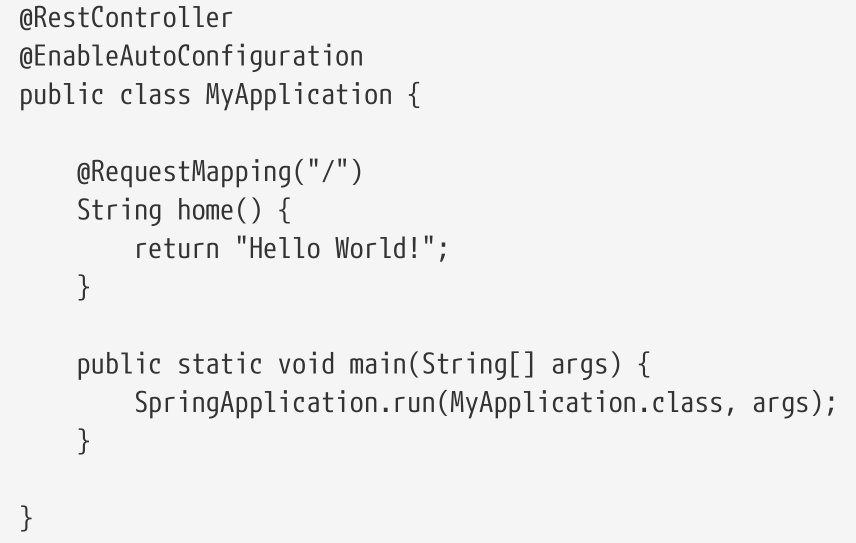 @RestController
@EnableAutoConfiguration
public class MyApplication {
    @RequestMapping("/")
    String home() {
        return "Hello World!";
    }
    public static void main(String[] args) {
        SpringApplication.run(MyApplication.class, args);
    }
}